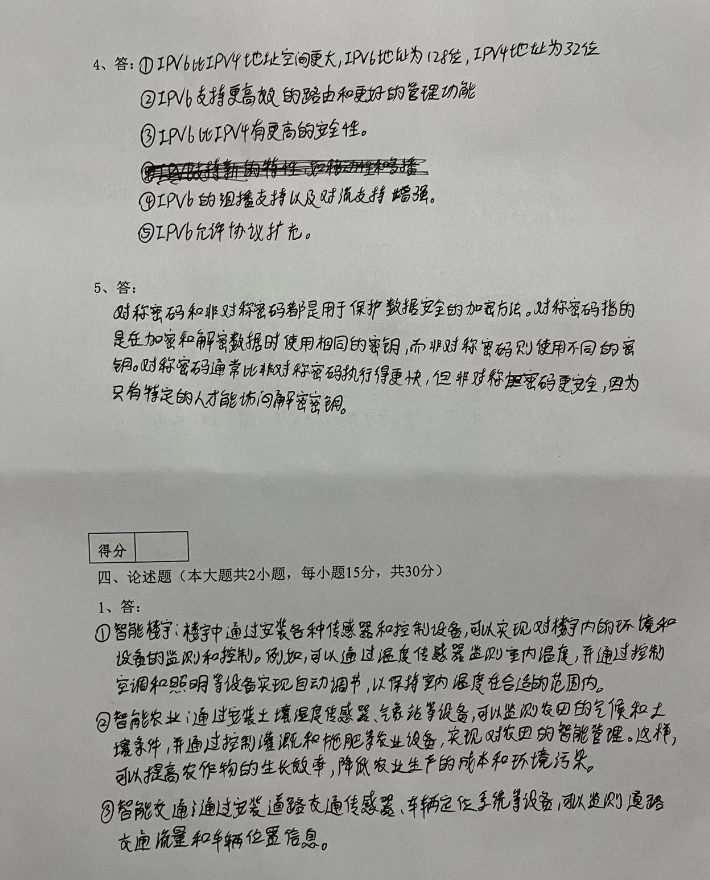 4、答：①IPV6比IPV4地址空间更大，IPV6地址为128位，IPV4地址为32位
②IPV6支持更高效的路由和更好的管理功能
③IPV6比IPV4有更高的安全性。
④IPV6的组播支持以及对流支持增强。
⑤IPV6允许协议扩充。
5、答：
对称密码和非对称密码都是用于保护数据安全的加密方法。对称密码指的
是在加密和解密数据时使用相同的密钥，而非对称密码则使用不同的密
钥。对称密码通常比非对称密码执行得更快，但非对称密码更安全，因为
只有特定的人才能访问解密密钥。
得分
四、论述题（本大题共2小题，每小题15分，共30分）
1、答：
①智能楼宇：楼宇中通过安装各种传感器和控制设备，可以实现对楼宇内的环境和
设备的监测和控制。例如，可以通过温度传感器监测室内温度，并通过控制
空调和照明等设备实现自动调节，以保持室内温度在合适的范围内。
②智能农业：通过安装土壤湿度传感器、气象站等设备，可以监测农田的气候和土
壤条件，并通过控制灌溉和施肥等农业设备，实现对农田的智能管理。这样，
可以提高农作物的生长效率，降低农业生产的成本和环境污染。
③智能交通：通过安装道路交通传感器、车辆定位系统等设备，可以监测道路
交通流量和车辆位置信息。